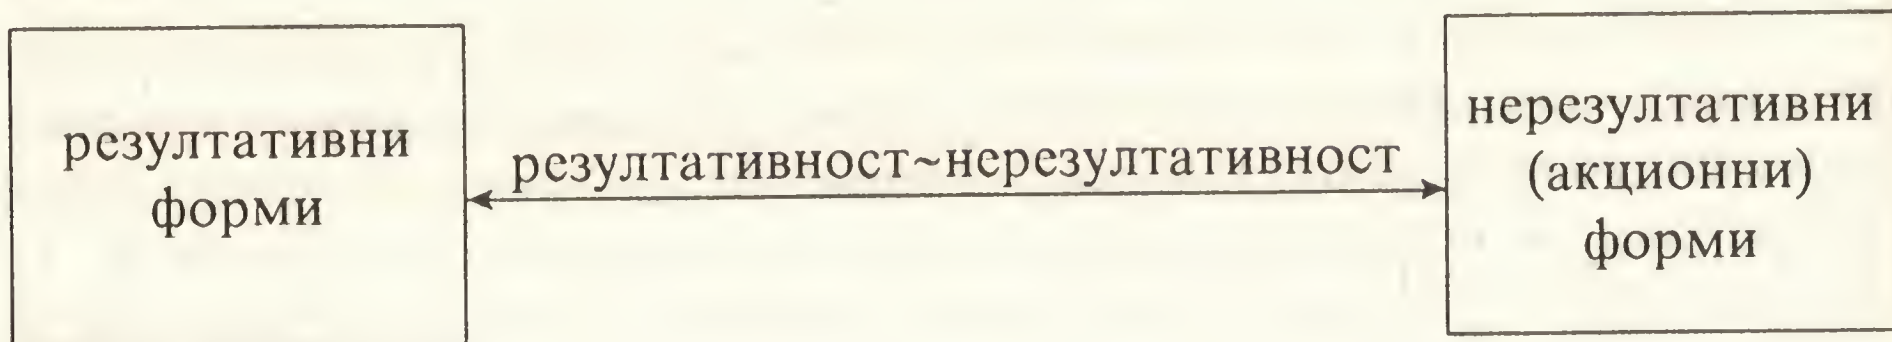 резултативни
форми
резултативност~нерезултативност
нерезултативни
(акционни)
форми